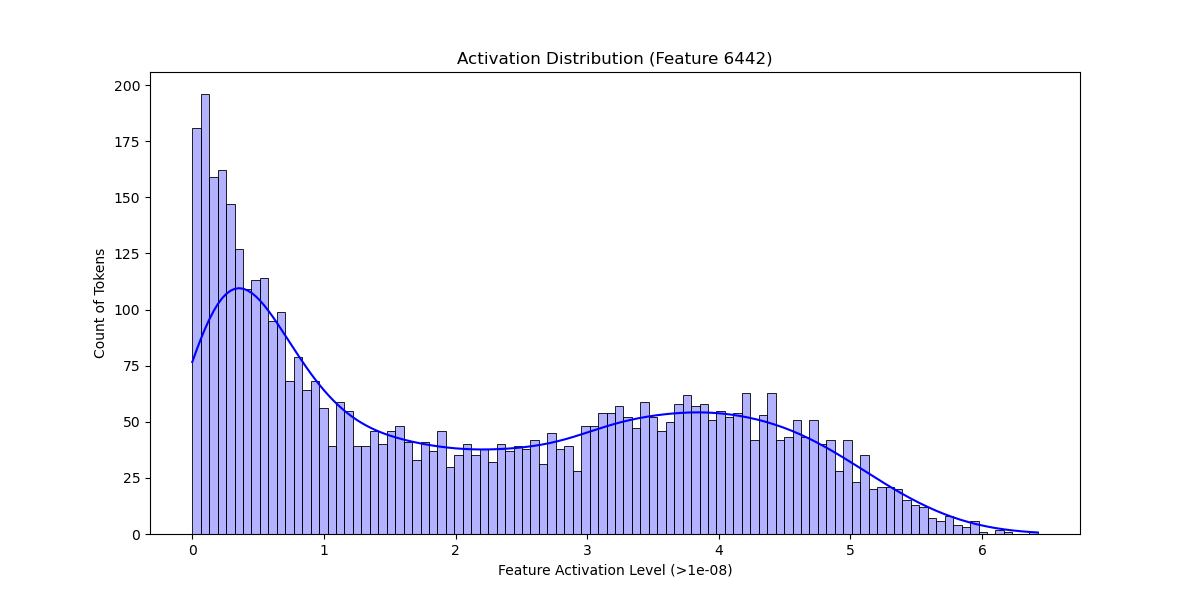 Activation Distribution (Feature 6442)
200
175
150
125
100
75
50
25
0
Count of Tokens
0 1 2 3 4 5 6
Feature Activation Level (>1e-08)